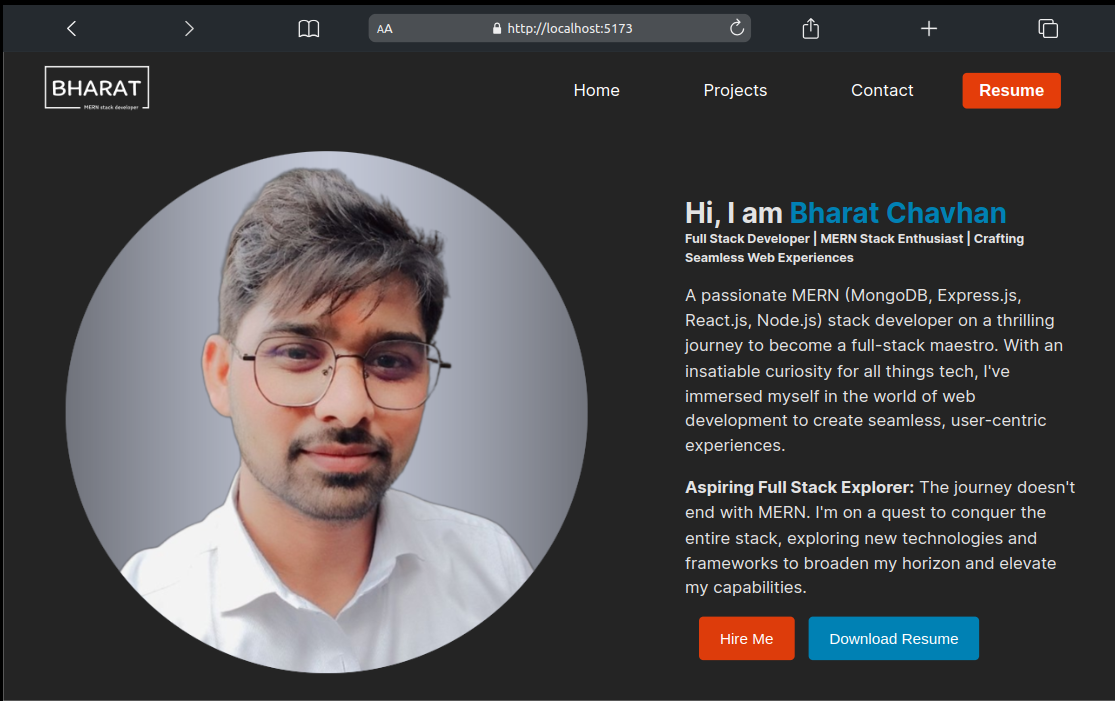 AA
http://localhost:5173
BHARAT
MERN stack developer
Home Projects Contact Resume
Hi, I am Bharat Chavhan
Full Stack Developer | MERN Stack Enthusiast | Crafting
Seamless Web Experiences
A passionate MERN (MongoDB, Express.js,
React.js, Node.js) stack developer on a thrilling
journey to become a full-stack maestro. With an
insatiable curiosity for all things tech, I've
immersed myself in the world of web
development to create seamless, user-centric
experiences.
Aspiring Full Stack Explorer: The journey doesn't
end with MERN. I'm on a quest to conquer the
entire stack, exploring new technologies and
frameworks to broaden my horizon and elevate
my capabilities.
Hire Me Download Resume